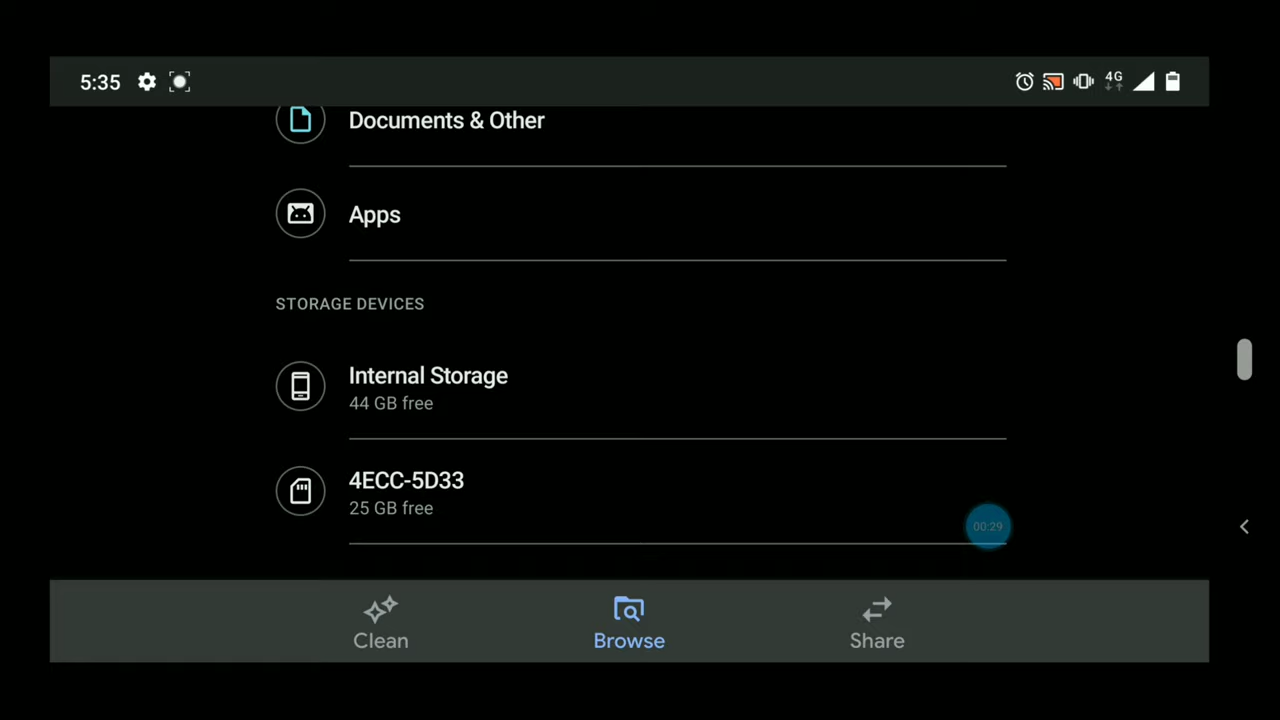 5:35
4G
Documents & Other
Apps
STORAGE DEVICES
Internal Storage
44 GB free
4ECC-5D33
25 GB free
00:29
Clean
Browse
Share